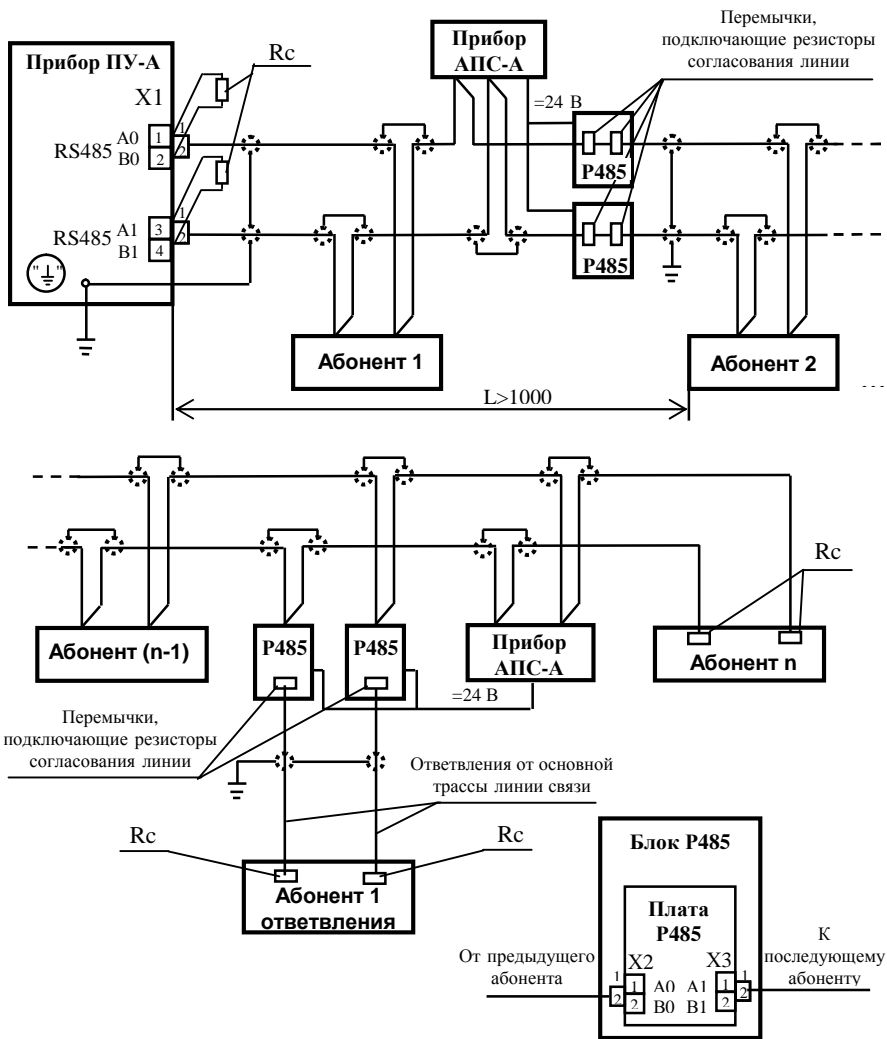 Прибор ПУ-А
X1
RS485 A0 1
B0 2
1
2
RS485 A1 3
B1 4
1
2
"⏚"
Rc
Прибор
АПС-А
=24 В
Перемычки,
подключающие резисторы
согласования линии
Р485
Р485
Абонент 1
Абонент 2
L>1000
Абонент (n-1)
Р485
Р485
Прибор
АПС-А
Rc
Абонент n
=24 В
Перемычки,
подключающие резисторы
согласования линии
Ответвления от основной
трассы линии связи
Rc
Rc
Абонент 1
ответвления
Блок Р485
Плата
Р485
От предыдущего
абонента
К
последующему
абоненту
X2 X3
1 1 A0 A1 1 1
2 2 B0 B1 2 2